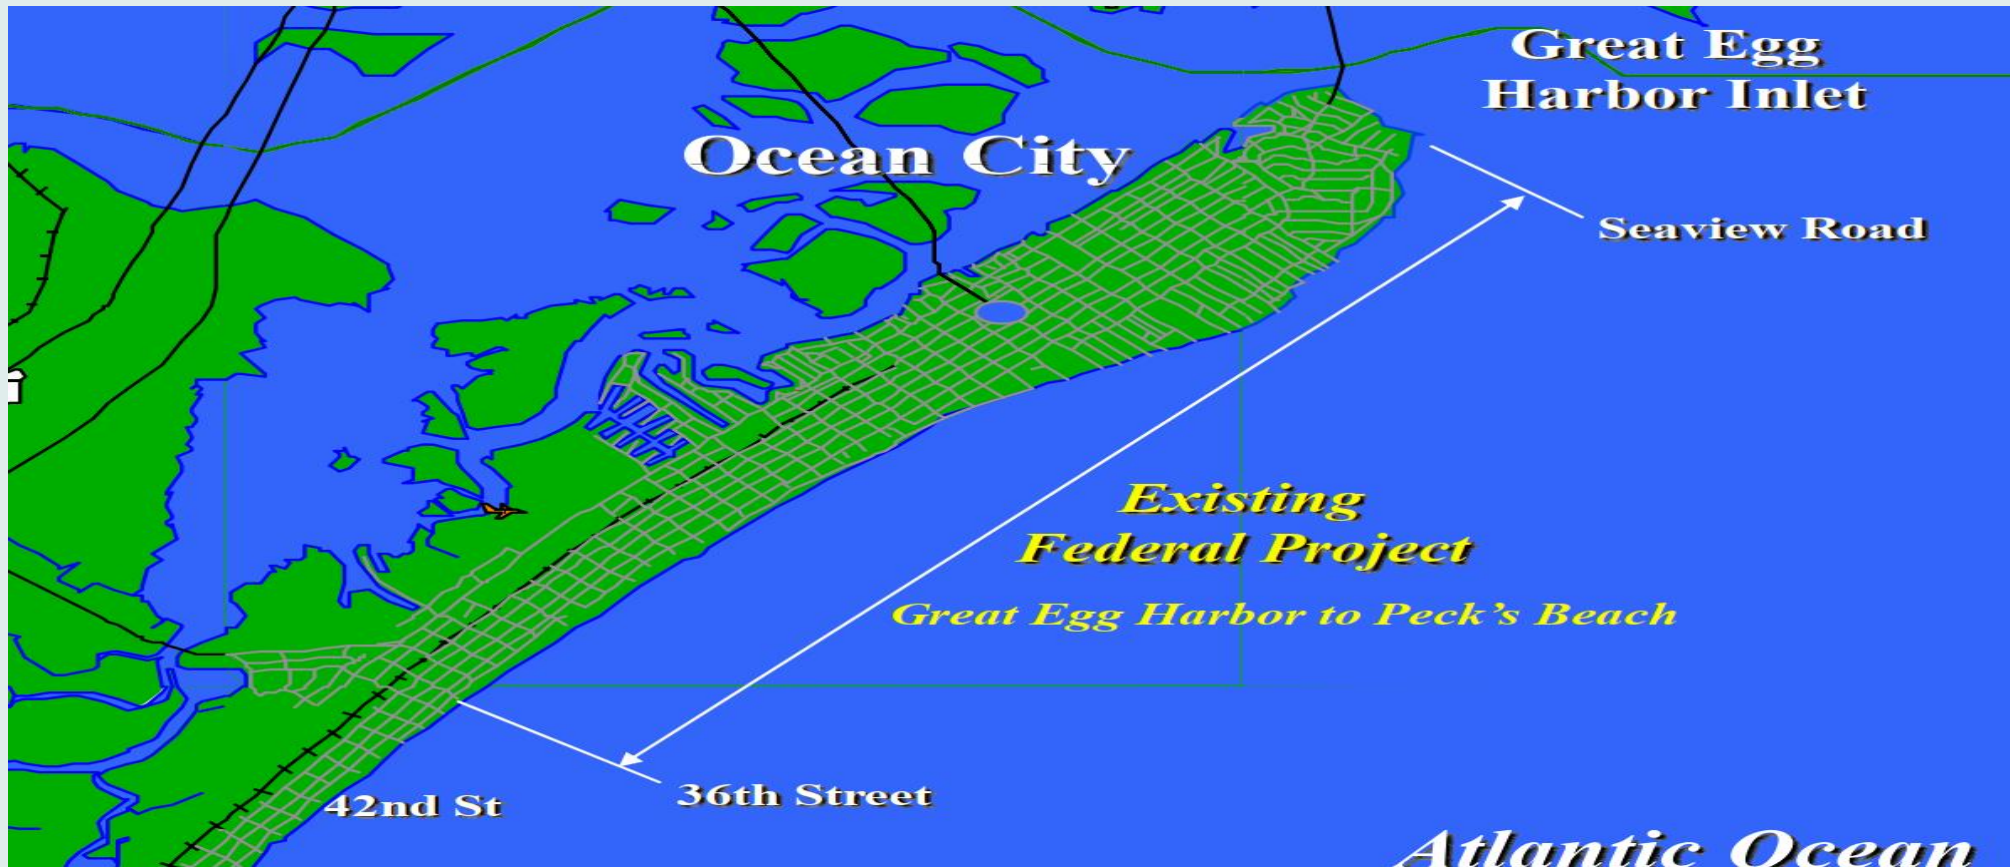 Great Egg
Harbor Inlet
Ocean City
Seaview Road
Existing
Federal Project
Great Egg Harbor to Peck’s Beach
36th Street
42nd St
Atlantic Ocean